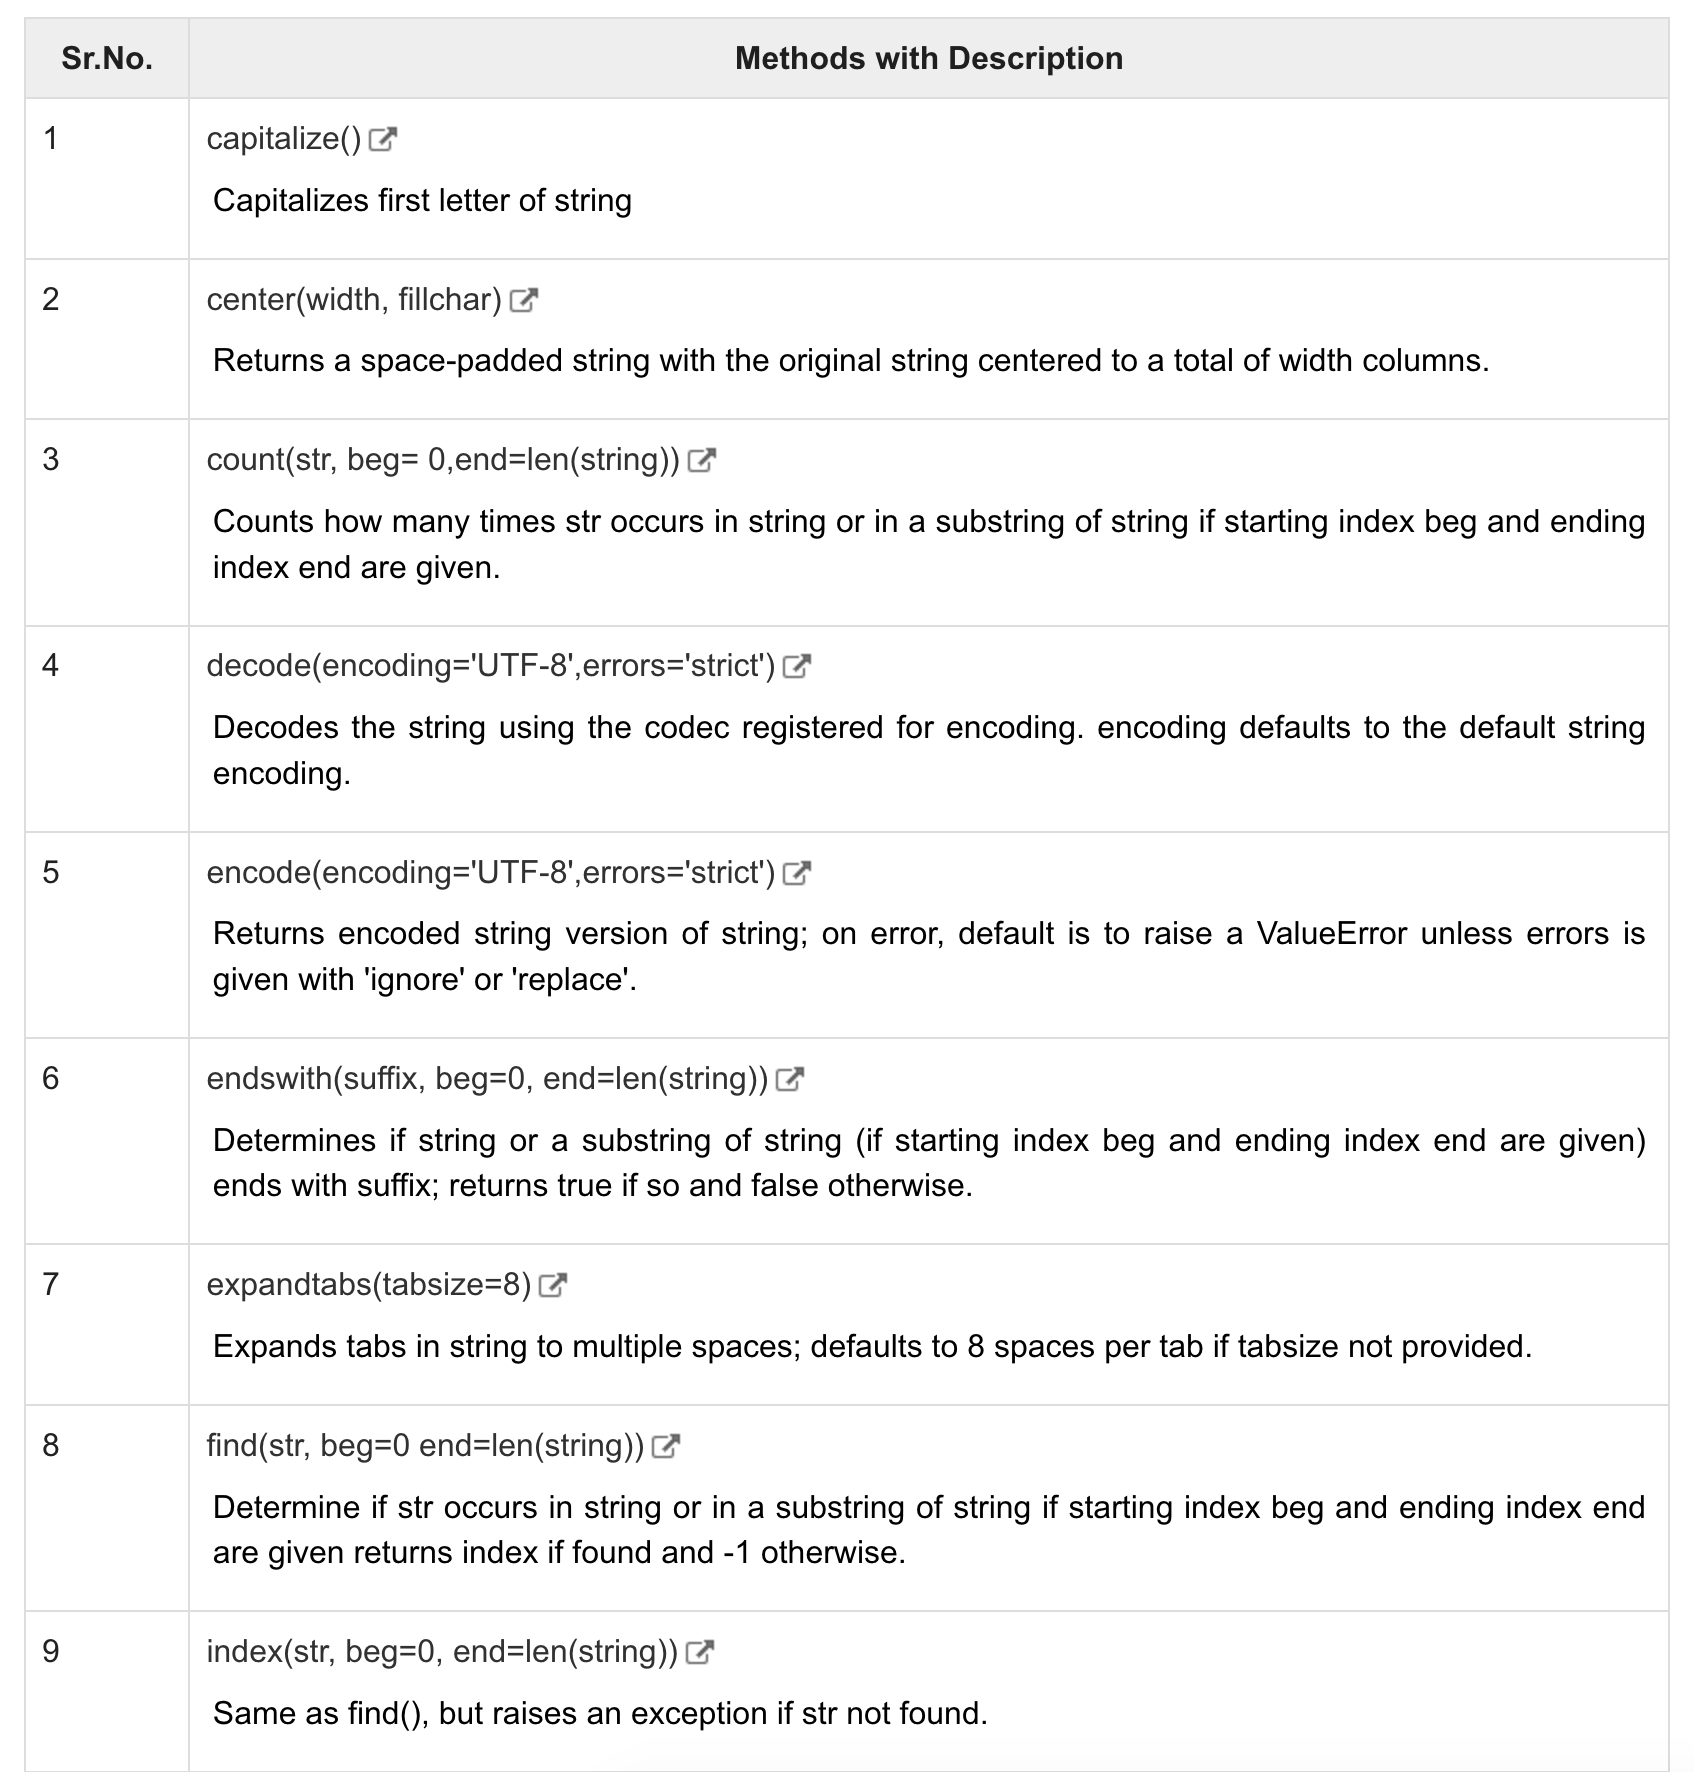 Sr.No. Methods with Description
1 capitalize()
Capitalizes first letter of string
2 center(width, fillchar)
Returns a space-padded string with the original string centered to a total of width columns.
3 count(str, beg= 0,end=len(string))
Counts how many times str occurs in string or in a substring of string if starting index beg and ending
index end are given.
4 decode(encoding='UTF-8',errors='strict')
Decodes the string using the codec registered for encoding. encoding defaults to the default string
encoding.
5 encode(encoding='UTF-8',errors='strict')
Returns encoded string version of string; on error, default is to raise a ValueError unless errors is
given with 'ignore' or 'replace'.
6 endswith(suffix, beg=0, end=len(string))
Determines if string or a substring of string (if starting index beg and ending index end are given)
ends with suffix; returns true if so and false otherwise.
7 expandtabs(tabsize=8)
Expands tabs in string to multiple spaces; defaults to 8 spaces per tab if tabsize not provided.
8 find(str, beg=0 end=len(string))
Determine if str occurs in string or in a substring of string if starting index beg and ending index end
are given returns index if found and -1 otherwise.
9 index(str, beg=0, end=len(string))
Same as find(), but raises an exception if str not found.